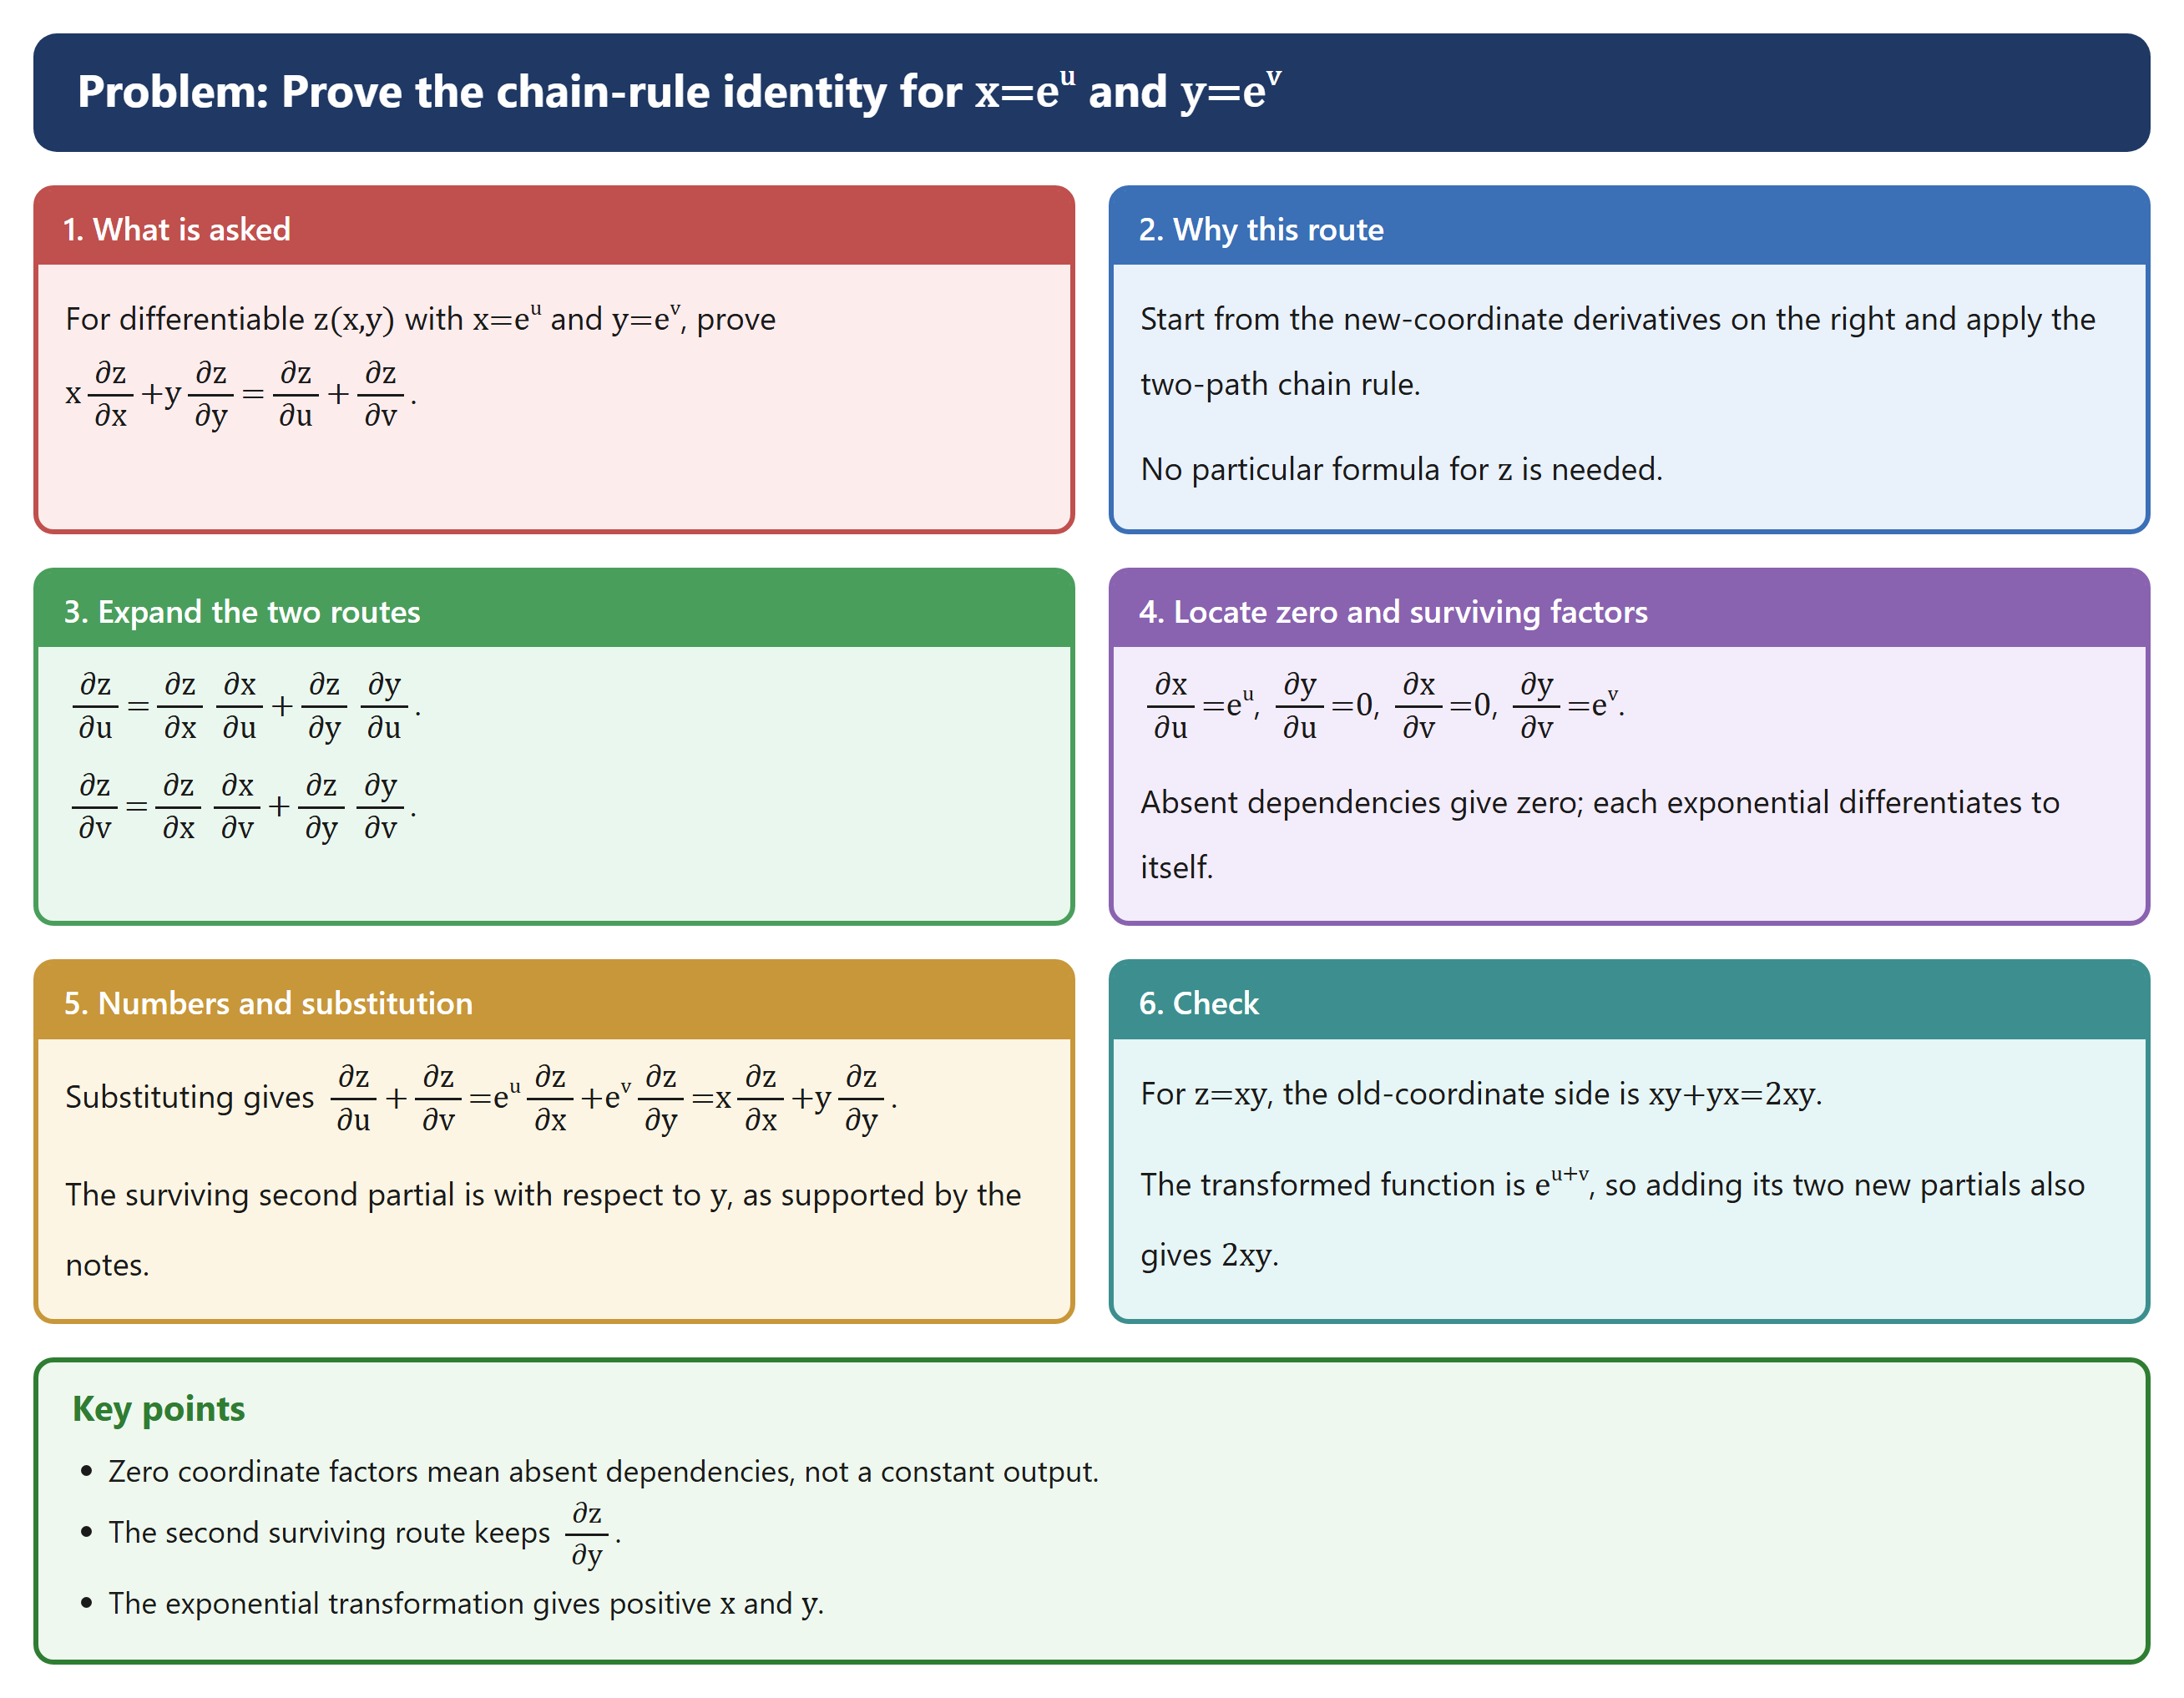 Problem: Prove the chain-rule identity for x=e^u and y=e^v
1. What is asked
For differentiable z(x,y) with x=e^u and y=e^v, prove
x ∂z/∂x +y ∂z/∂y = ∂z/∂u + ∂z/∂v .
2. Why this route
Start from the new-coordinate derivatives on the right and apply the
two-path chain rule.
No particular formula for z is needed.
3. Expand the two routes
∂z/∂u = ∂z/∂x ∂x/∂u + ∂z/∂y ∂y/∂u .
∂z/∂v = ∂z/∂x ∂x/∂v + ∂z/∂y ∂y/∂v .
4. Locate zero and surviving factors
∂x/∂u =e^u, ∂y/∂u =0, ∂x/∂v =0, ∂y/∂v =e^v.
Absent dependencies give zero; each exponential differentiates to
itself.
5. Numbers and substitution
Substituting gives ∂z/∂u + ∂z/∂v =e^u ∂z/∂x +e^v ∂z/∂y =x ∂z/∂x +y ∂z/∂y .
The surviving second partial is with respect to y, as supported by the
notes.
6. Check
For z=xy, the old-coordinate side is xy+yx=2xy.
The transformed function is e^{u+v}, so adding its two new partials also
gives 2xy.
Key points
• Zero coordinate factors mean absent dependencies, not a constant output.
• The second surviving route keeps ∂z/∂y .
• The exponential transformation gives positive x and y.